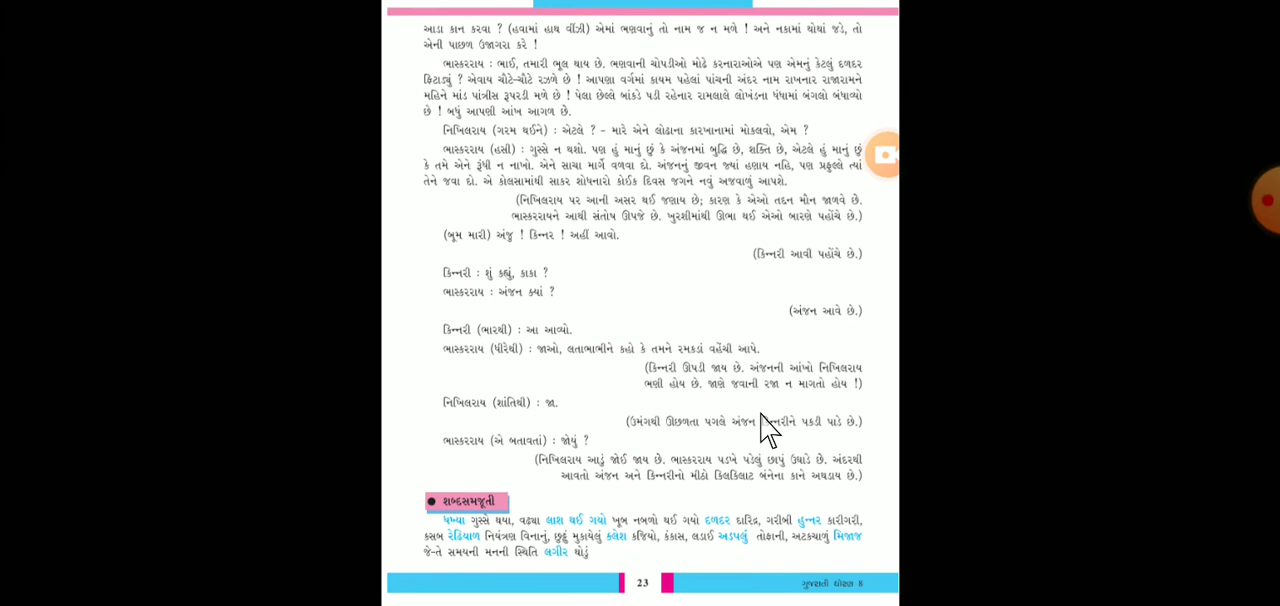 આડા કાન કરવા ? (હવામાં હાથ વીંઝી) એમાં ભણવાનું તો નામ જ ન મળે ! અને નકામાં થોથાં જડે, તો
એની પાછળ ઉજાગરા કરે !
ભાસ્કરરાય : ભાઈ, તમારી ભૂલ થાય છે. ભણવાની ચોપડીઓ મોઢે કરનારાઓએ પણ એમનું કેટલું દળદર
ફિટાડ્યું ? એવાય ચૌટે-ચૌટે રઝળે છે ! આપણા વર્ગમાં કાયમ પહેલાં પાંચની અંદર નામ રાખનાર રાજારામને
મહિને માંડ પાંત્રીસ રૂપરડી મળે છે ! પેલા છેલ્લે બાંકડે પડી રહેનાર રામલાલે લોખંડના ધંધામાં બંગલો બંધાવ્યો
છે ! બધું આપણી આંખ આગળ છે.
નિખિલરાય (ગરમ થઈને) : એટલે ? – મારે એને લોઢાના કારખાનામાં મોકલવો, એમ ?
ભાસ્કરરાય (હસી) : ગુસ્સે ન થશો. પણ હું માનું છું કે અંજનમાં બુદ્ધિ છે, શક્તિ છે, એટલે હું માનું છું
કે તમે એને રૂંધી ન નાખો. એને સાચા માર્ગે વળવા દો. અંજનનું જીવન જ્યાં હણાય નહિ, પણ પ્રફુલ્લે ત્યાં
તેને જવા દો. એ કોલસામાંથી સાકર શોધનારો કોઈક દિવસ જગને નવું અજવાળું આપશે.
(નિખિલરાય પર આની અસર થઈ જણાય છે; કારણ કે એઓ તદન મૌન જાળવે છે.
ભાસ્કરરાયને આથી સંતોષ ઊપજે છે. ખુરશીમાંથી ઊભા થઈ એઓ બારણે પહોંચે છે.)
(બૂમ મારી) અંજુ ! કિન્નર ! અહીં આવો.
(કિન્નરી આવી પહોંચે છે.)
કિન્નરી : શું કહ્યું, કાકા ?
ભાસ્કરરાય : અંજન ક્યાં ?
(અંજન આવે છે.)
કિન્નરી (ભારથી) : આ આવ્યો.
ભાસ્કરરાય (ધીરેથી) : જાઓ, લતાભાભીને કહો કે તમને રમકડાં વહેંચી આપે.
(કિન્નરી ઊપડી જાય છે. અંજનની આંખો નિખિલરાય
ભણી હોય છે. જાણે જવાની રજા ન માગતો હોય !)
નિખિલરાય (શાંતિથી) : જા.
(ઉમંગથી ઊછળતા પગલે અંજન કિન્નરીને પકડી પાડે છે.)
ભાસ્કરરાય (એ બતાવતાં) : જોયું ?
(નિખિલરાય આડું જોઈ જાય છે. ભાસ્કરરાય પડખે પડેલું છાપું ઉઘાડે છે. અંદરથી
આવતો અંજન અને કિન્નરીનો મીઠો કિલકિલાટ બંનેના કાને અથડાય છે.)
● શબ્દસમજૂતી
ધખ્યા ગુસ્સે થયા, વઢ્યા લાશ થઈ ગયો ખૂબ નબળો થઈ ગયો દળદર દારિદ્ર, ગરીબી હુન્નર કારીગરી,
કસબ રેઢિયાળ નિયંત્રણ વિનાનું, છૂટું મુકાયેલું ક્લેશ કજિયો, કંકાસ, લડાઈ અડપલું તોફાની, અટકચાળું મિજાજ
જે-તે સમયની મનની સ્થિતિ લગીર થોડું
23
ગુજરાતી ધોરણ 8